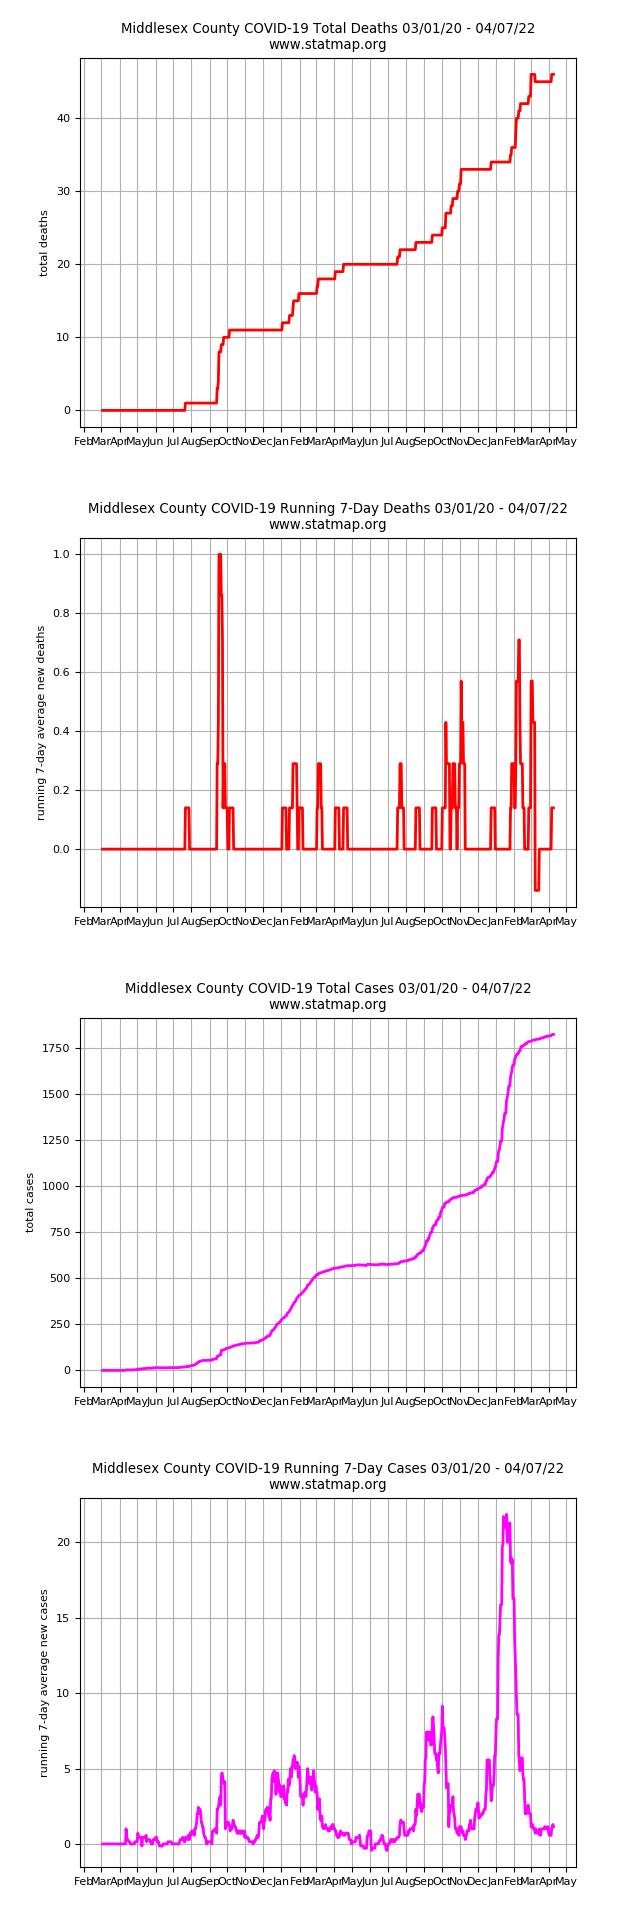 Middlesex County COVID-19 Total Deaths 03/01/20 - 04/07/22
www.statmap.org
total deaths
40
30
20
10
0
Feb Mar Apr May Jun Jul Aug Sep Oct Nov Dec Jan Feb Mar Apr May Jun Jul Aug Sep Oct Nov Dec Jan Feb Mar Apr May
Middlesex County COVID-19 Running 7-Day Deaths 03/01/20 - 04/07/22
www.statmap.org
running 7-day average new deaths
1.0
0.8
0.6
0.4
0.2
0.0
Feb Mar Apr May Jun Jul Aug Sep Oct Nov Dec Jan Feb Mar Apr May Jun Jul Aug Sep Oct Nov Dec Jan Feb Mar Apr May
Middlesex County COVID-19 Total Cases 03/01/20 - 04/07/22
www.statmap.org
total cases
1750
1500
1250
1000
750
500
250
0
Feb Mar Apr May Jun Jul Aug Sep Oct Nov Dec Jan Feb Mar Apr May Jun Jul Aug Sep Oct Nov Dec Jan Feb Mar Apr May
Middlesex County COVID-19 Running 7-Day Cases 03/01/20 - 04/07/22
www.statmap.org
running 7-day average new cases
20
15
10
5
0
Feb Mar Apr May Jun Jul Aug Sep Oct Nov Dec Jan Feb Mar Apr May Jun Jul Aug Sep Oct Nov Dec Jan Feb Mar Apr May